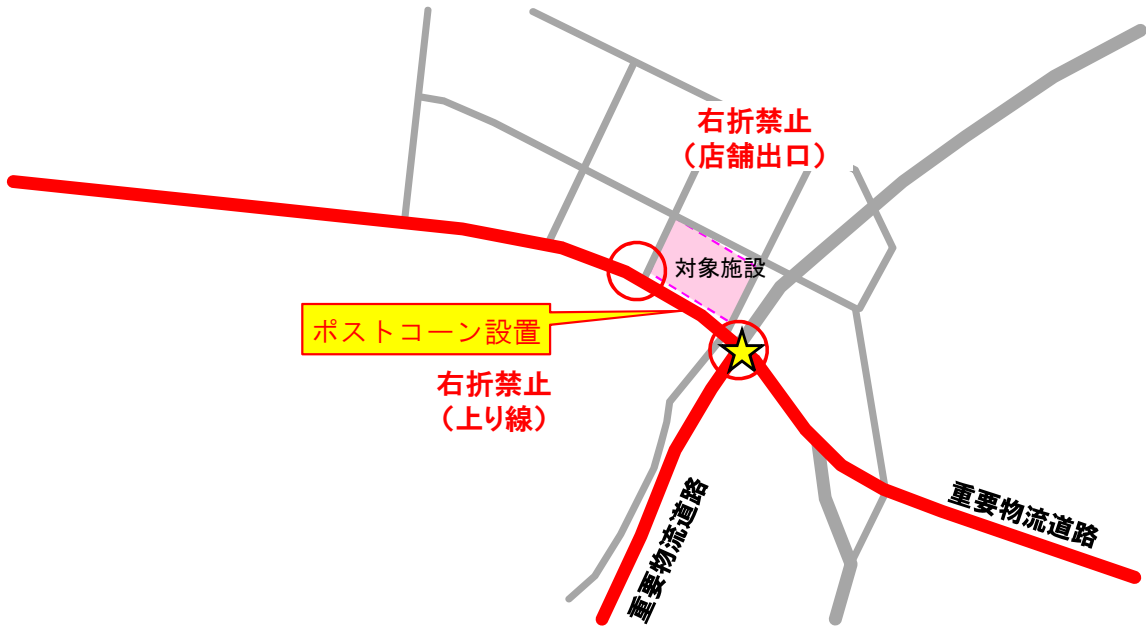 右折禁止
（店舗出口）
対象施設
ポストコーン設置
右折禁止
（上り線）
重要物流道路
重要物流道路